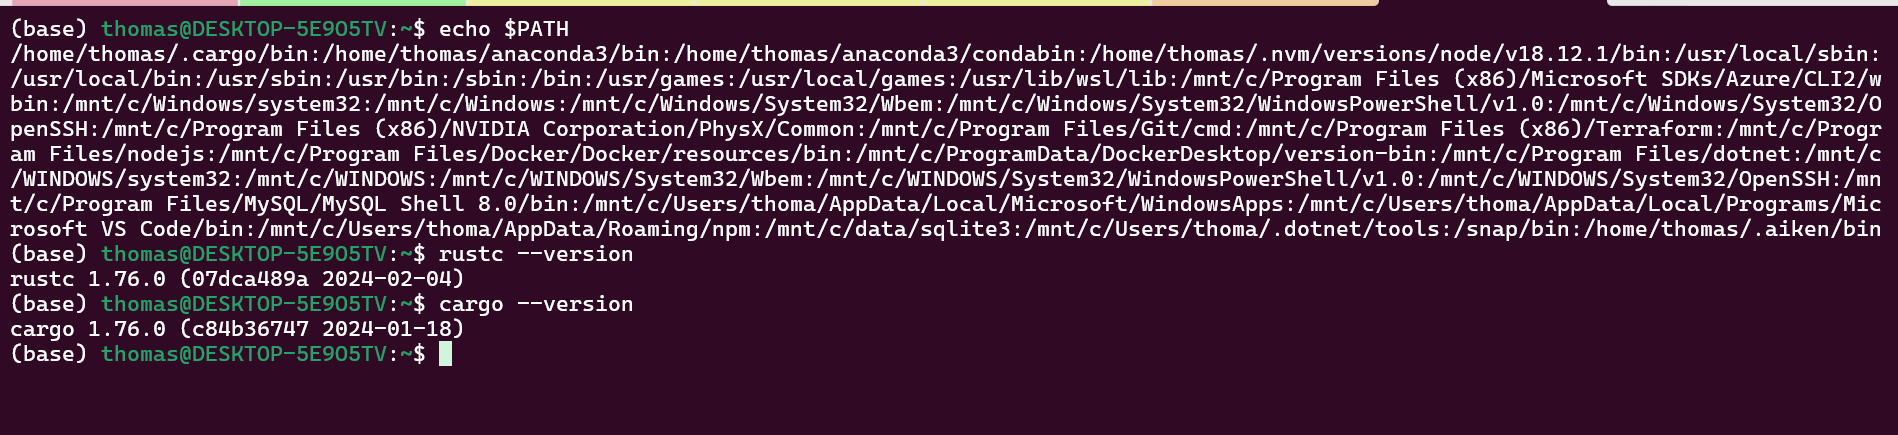 (base) thomas@DESKTOP-5E9O5TV:~$ echo $PATH
/home/thomas/.cargo/bin:/home/thomas/anaconda3/bin:/home/thomas/anaconda3/condabin:/home/thomas/.nvm/versions/node/v18.12.1/bin:/usr/local/sbin:
/usr/local/bin:/usr/sbin:/usr/bin:/sbin:/bin:/usr/games:/usr/local/games:/usr/lib/wsl/lib:/mnt/c/Program Files (x86)/Microsoft SDKs/Azure/CLI2/w
bin:/mnt/c/Windows/system32:/mnt/c/Windows:/mnt/c/Windows/System32/Wbem:/mnt/c/Windows/System32/WindowsPowerShell/v1.0:/mnt/c/Windows/System32/O
penSSH:/mnt/c/Program Files (x86)/NVIDIA Corporation/PhysX/Common:/mnt/c/Program Files/Git/cmd:/mnt/c/Program Files (x86)/Terraform:/mnt/c/Progr
am Files/nodejs:/mnt/c/Program Files/Docker/Docker/resources/bin:/mnt/c/ProgramData/DockerDesktop/version-bin:/mnt/c/Program Files/dotnet:/mnt/c
/WINDOWS/system32:/mnt/c/WINDOWS:/mnt/c/WINDOWS/System32/Wbem:/mnt/c/WINDOWS/System32/WindowsPowerShell/v1.0:/mnt/c/WINDOWS/System32/OpenSSH:/mn
t/c/Program Files/MySQL/MySQL Shell 8.0/bin:/mnt/c/Users/thoma/AppData/Local/Microsoft/WindowsApps:/mnt/c/Users/thoma/AppData/Local/Programs/Mic
rosoft VS Code/bin:/mnt/c/Users/thoma/AppData/Roaming/npm:/mnt/c/data/sqlite3:/mnt/c/Users/thoma/.dotnet/tools:/snap/bin:/home/thomas/.aiken/bin
(base) thomas@DESKTOP-5E9O5TV:~$ rustc --version
rustc 1.76.0 (07dca489a 2024-02-04)
(base) thomas@DESKTOP-5E9O5TV:~$ cargo --version
cargo 1.76.0 (c84b36747 2024-01-18)
(base) thomas@DESKTOP-5E9O5TV:~$